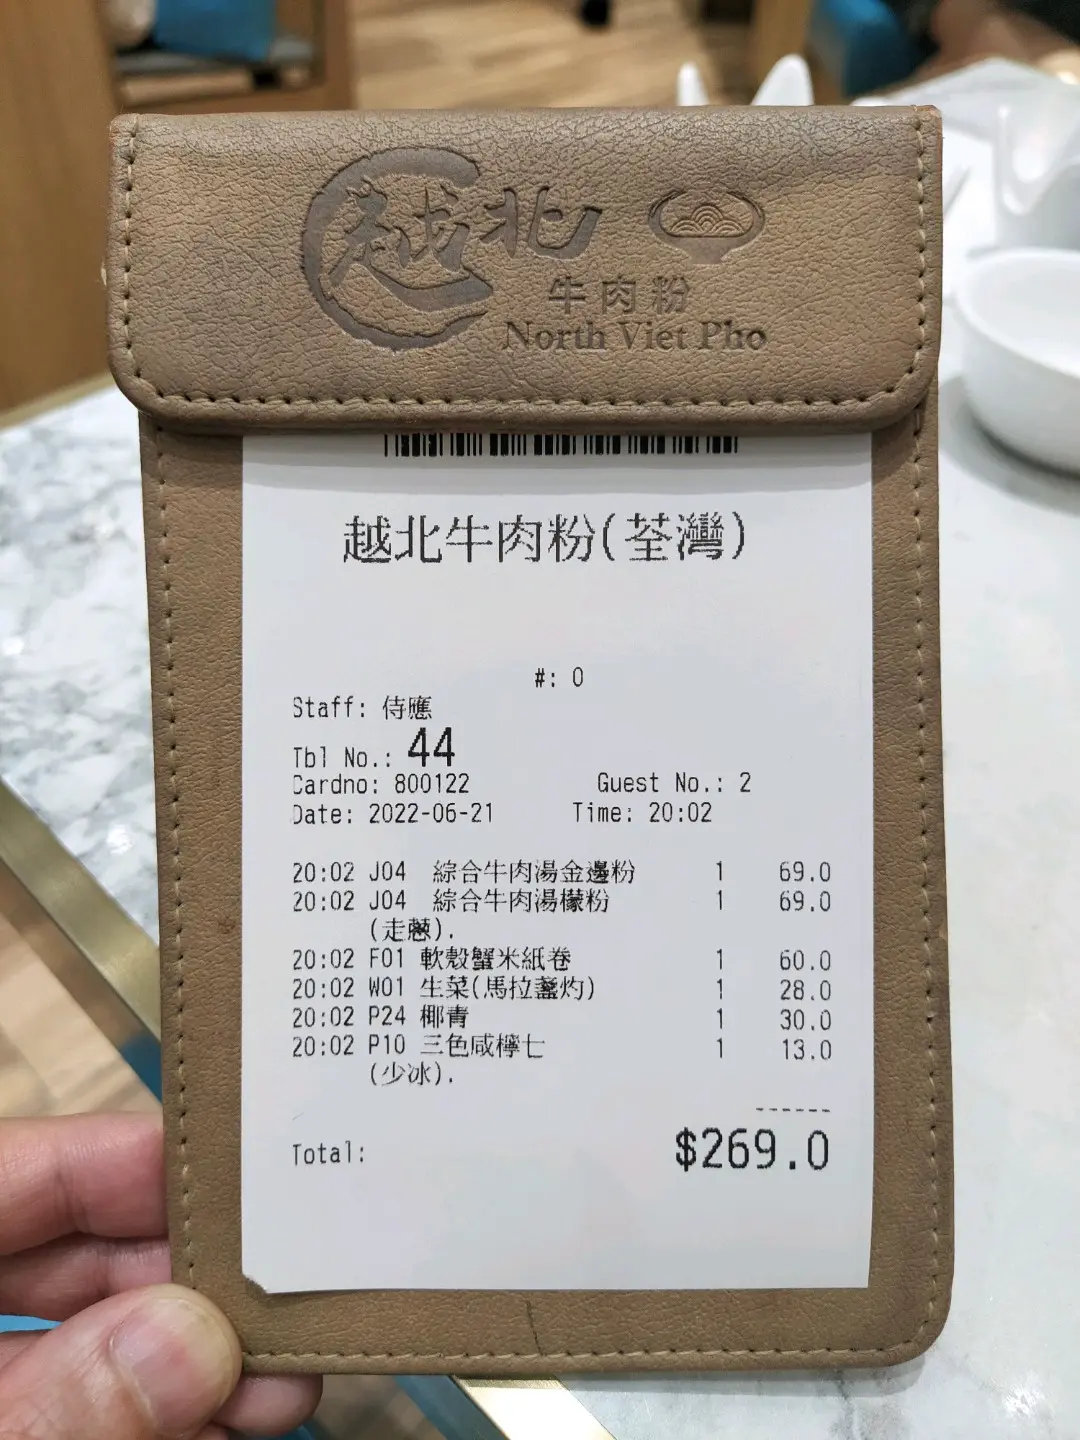 越北
牛肉粉
North Viet Pho
越北牛肉粉(荃灣)
#: 0
Staff: 侍應
Tbl No.: 44
Cardno: 800122 Guest No.: 2
Date: 2022-06-21 Time: 20:02
20:02 J04 綜合牛肉湯金邊粉 1 69.0
20:02 J04 綜合牛肉湯檬粉 1 69.0
(走蔥).
20:02 F01 軟殼蟹米紙卷 1 60.0
20:02 W01 生菜(馬拉盞灼) 1 28.0
20:02 P24 椰青 1 30.0
20:02 P10 三色咸檸七 1 13.0
(少冰).
------
Total: $269.0